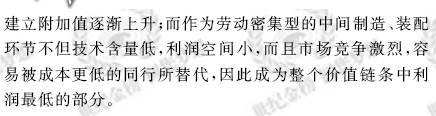 建立附加值逐渐上升;而作为劳动密集型的中间制造、装配
环节不但技术含量低,利润空间小,而且市场竞争激烈,容
易被成本更低的同行所替代,因此成为整个价值链条中利
润最低的部分。